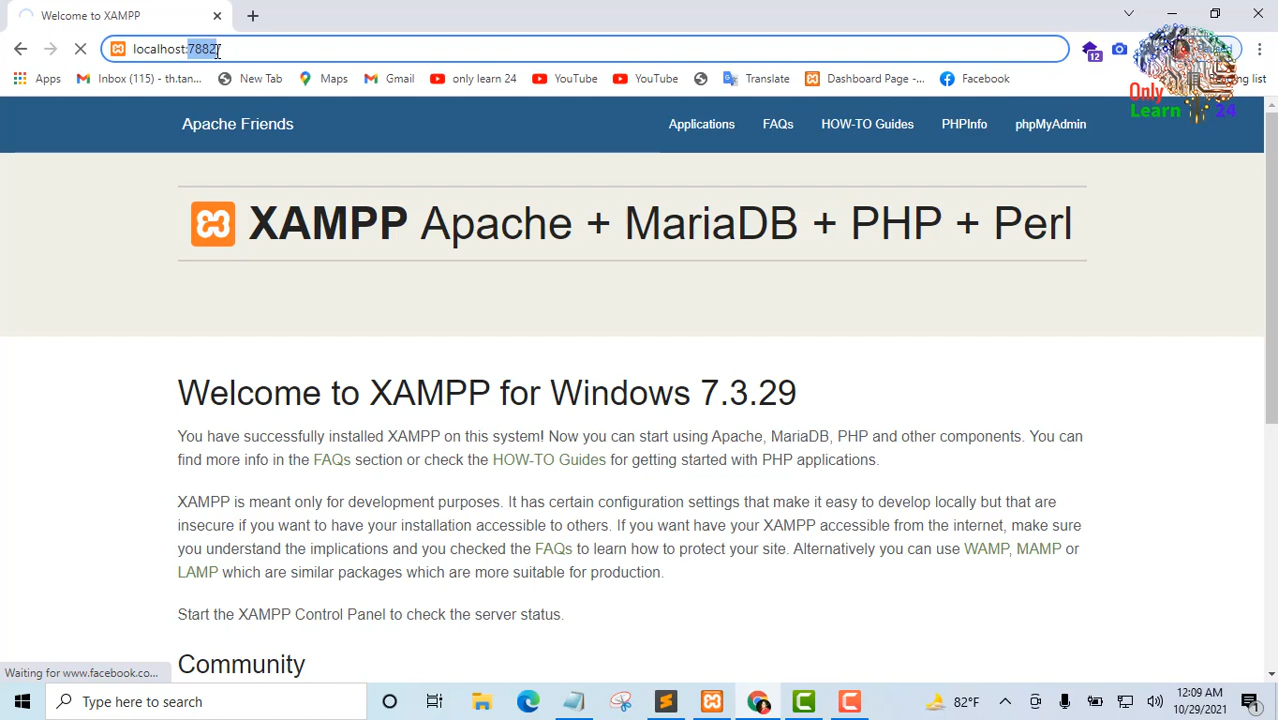 Welcome to XAMPP
localhost:7882
12
Apps
Inbox (115) - th.tan...
New Tab
Maps
Gmail
only learn 24
YouTube
YouTube
Translate
Dashboard Page -...
Facebook
Only
Learn 24
Apache Friends
Applications
FAQs
HOW-TO Guides
PHPInfo
phpMyAdmin
XAMPP Apache + MariaDB + PHP + Perl
Welcome to XAMPP for Windows 7.3.29
You have successfully installed XAMPP on this system! Now you can start using Apache, MariaDB, PHP and other components. You can
find more info in the FAQs section or check the HOW-TO Guides for getting started with PHP applications.
XAMPP is meant only for development purposes. It has certain configuration settings that make it easy to develop locally but that are
insecure if you want to have your installation accessible to others. If you want have your XAMPP accessible from the internet, make sure
you understand the implications and you checked the FAQs to learn how to protect your site. Alternatively you can use WAMP, MAMP or
LAMP which are similar packages which are more suitable for production.
Start the XAMPP Control Panel to check the server status.
Community
Waiting for www.facebook.co...
Type here to search
82°F
12:09 AM
10/29/2021
1